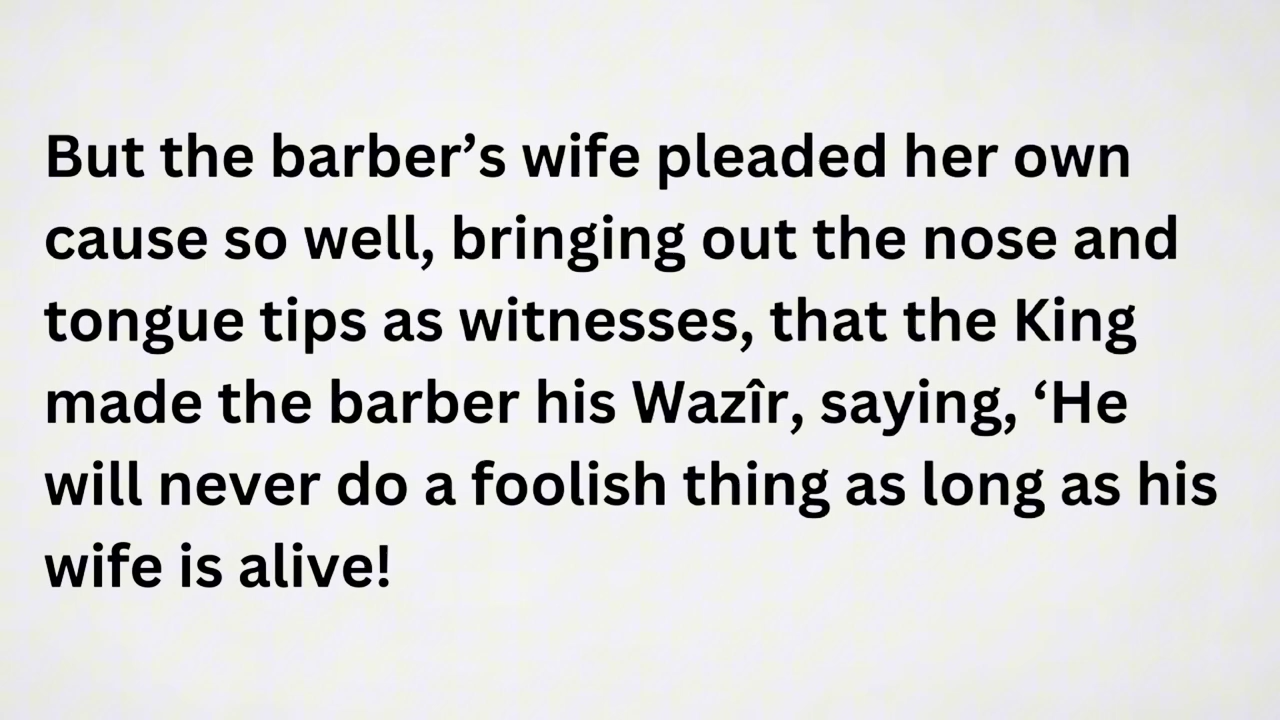 But the barber’s wife pleaded her own
cause so well, bringing out the nose and
tongue tips as witnesses, that the King
made the barber his Wazîr, saying, ‘He
will never do a foolish thing as long as his
wife is alive!